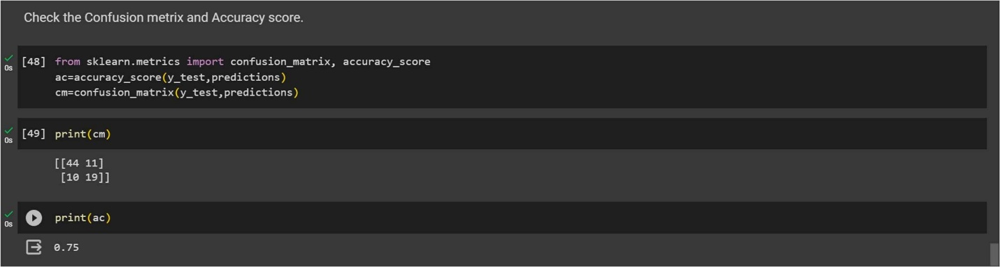 Check the Confusion metrix and Accuracy score.
0s
[48] from sklearn.metrics import confusion_matrix, accuracy_score
ac=accuracy_score(y_test,predictions)
cm=confusion_matrix(y_test,predictions)
0s
[49] print(cm)
[[44 11]
[10 19]]
0s
print(ac)
0.75